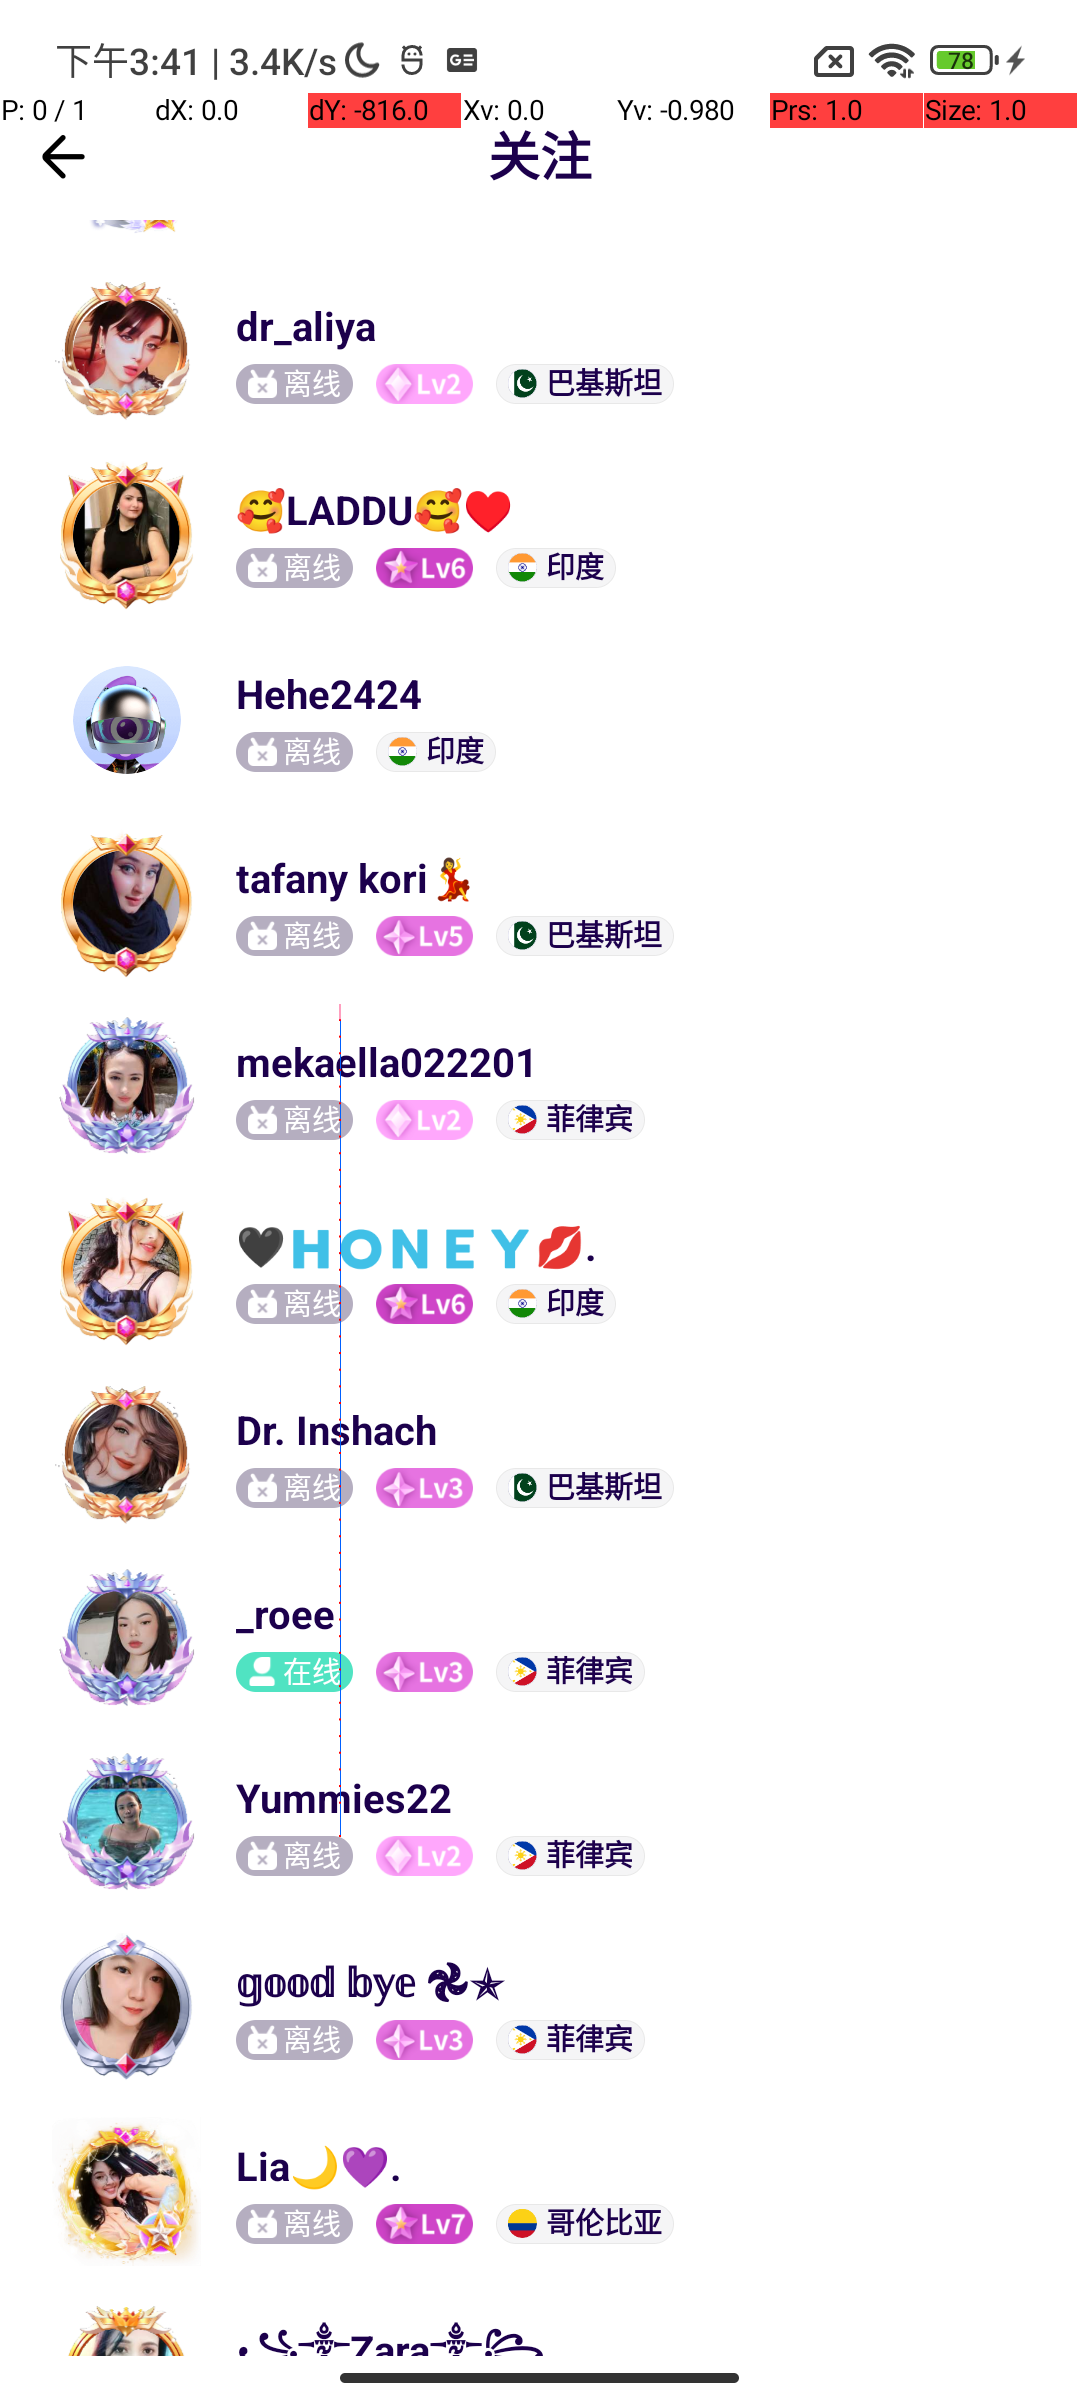 下午3:41 | 3.4K/s
78
P: 0 / 1 dX: 0.0 dY: -816.0 Xv: 0.0 Yv: -0.980 Prs: 1.0 Size: 1.0
关注
dr_aliya
离线 Lv2 巴基斯坦
🥰LADDU🥰♥️
离线 Lv6 印度
Hehe2424
离线 印度
tafany kori💃
离线 Lv5 巴基斯坦
mekaella022201
离线 Lv2 菲律宾
🖤🇭 🇴 🇳 🇪 🇾💋.
离线 Lv6 印度
Dr. Inshach
离线 Lv3 巴基斯坦
_roee
在线 Lv3 菲律宾
Yummies22
离线 Lv2 菲律宾
𝕘𝕠𝕠𝕕 𝕓𝕪𝕖 ✯
离线 Lv3 菲律宾
Lia🌙💜.
离线 Lv7 哥伦比亚
Zara